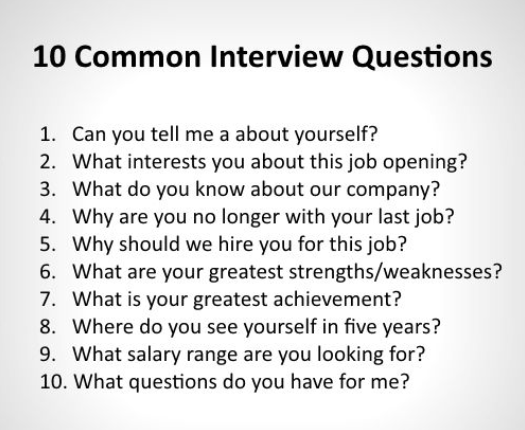 10 Common Interview Questions
1. Can you tell me a about yourself?
2. What interests you about this job opening?
3. What do you know about our company?
4. Why are you no longer with your last job?
5. Why should we hire you for this job?
6. What are your greatest strengths/weaknesses?
7. What is your greatest achievement?
8. Where do you see yourself in five years?
9. What salary range are you looking for?
10. What questions do you have for me?